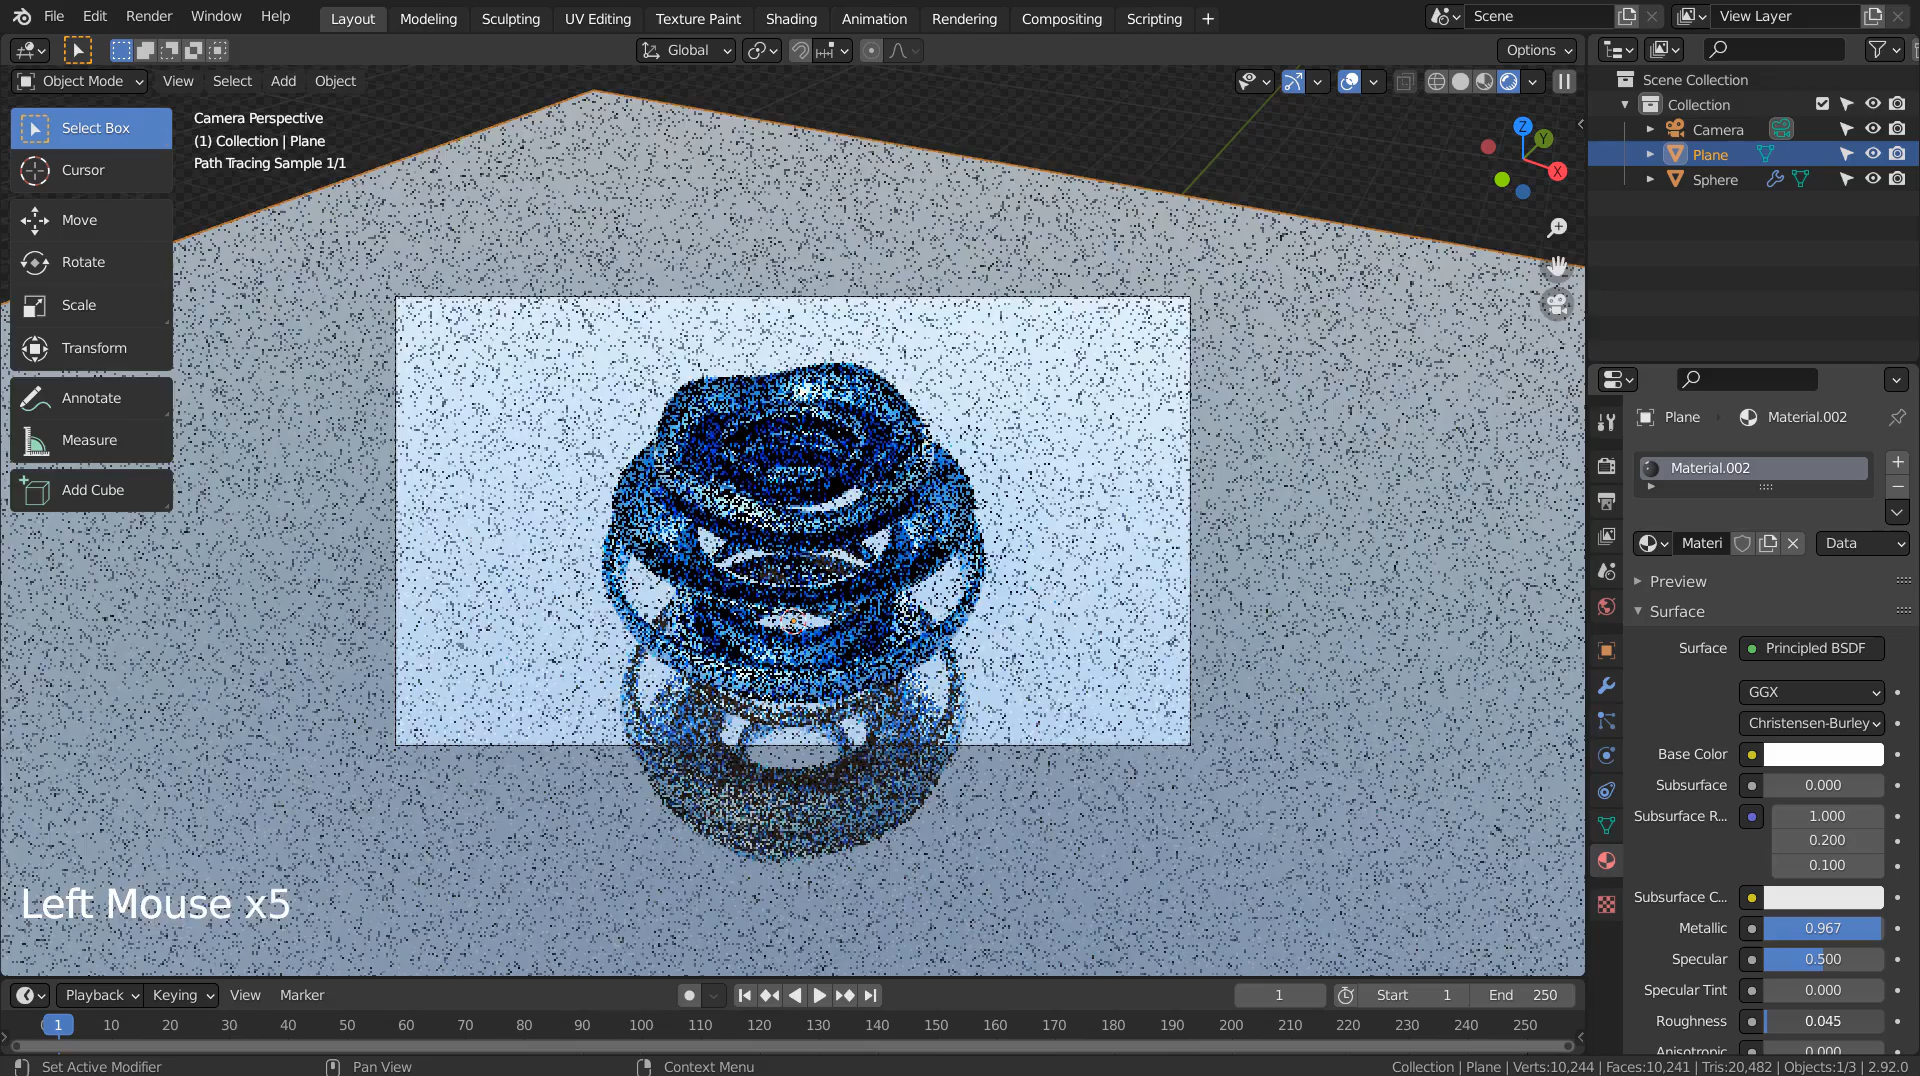 File Edit Render Window Help Layout Modeling Sculpting UV Editing Texture Paint Shading Animation Rendering Compositing Scripting + Scene View Layer
Global Options
Object Mode View Select Add Object
Scene Collection
Collection
Camera
Plane
Sphere
Select Box
Cursor
Move
Rotate
Scale
Transform
Annotate
Measure
Add Cube
Camera Perspective
(1) Collection | Plane
Path Tracing Sample 1/1
Z
Y
X
Plane Material.002
Material.002
Materi Data
Preview
Surface
Surface Principled BSDF
GGX
Christensen-Burley
Base Color
Subsurface 0.000
Subsurface R... 1.000
0.200
0.100
Subsurface C...
Metallic 0.967
Specular 0.500
Specular Tint 0.000
Roughness 0.045
Anisotropic 0.000
Left Mouse x5
Playback Keying View Marker 1 Start 1 End 250
1 10 20 30 40 50 60 70 80 90 100 110 120 130 140 150 160 170 180 190 200 210 220 230 240 250
Set Active Modifier Pan View Context Menu Collection | Plane | Verts:10,244 | Faces:10,241 | Tris:20,482 | Objects:1/3 | 2.92.0